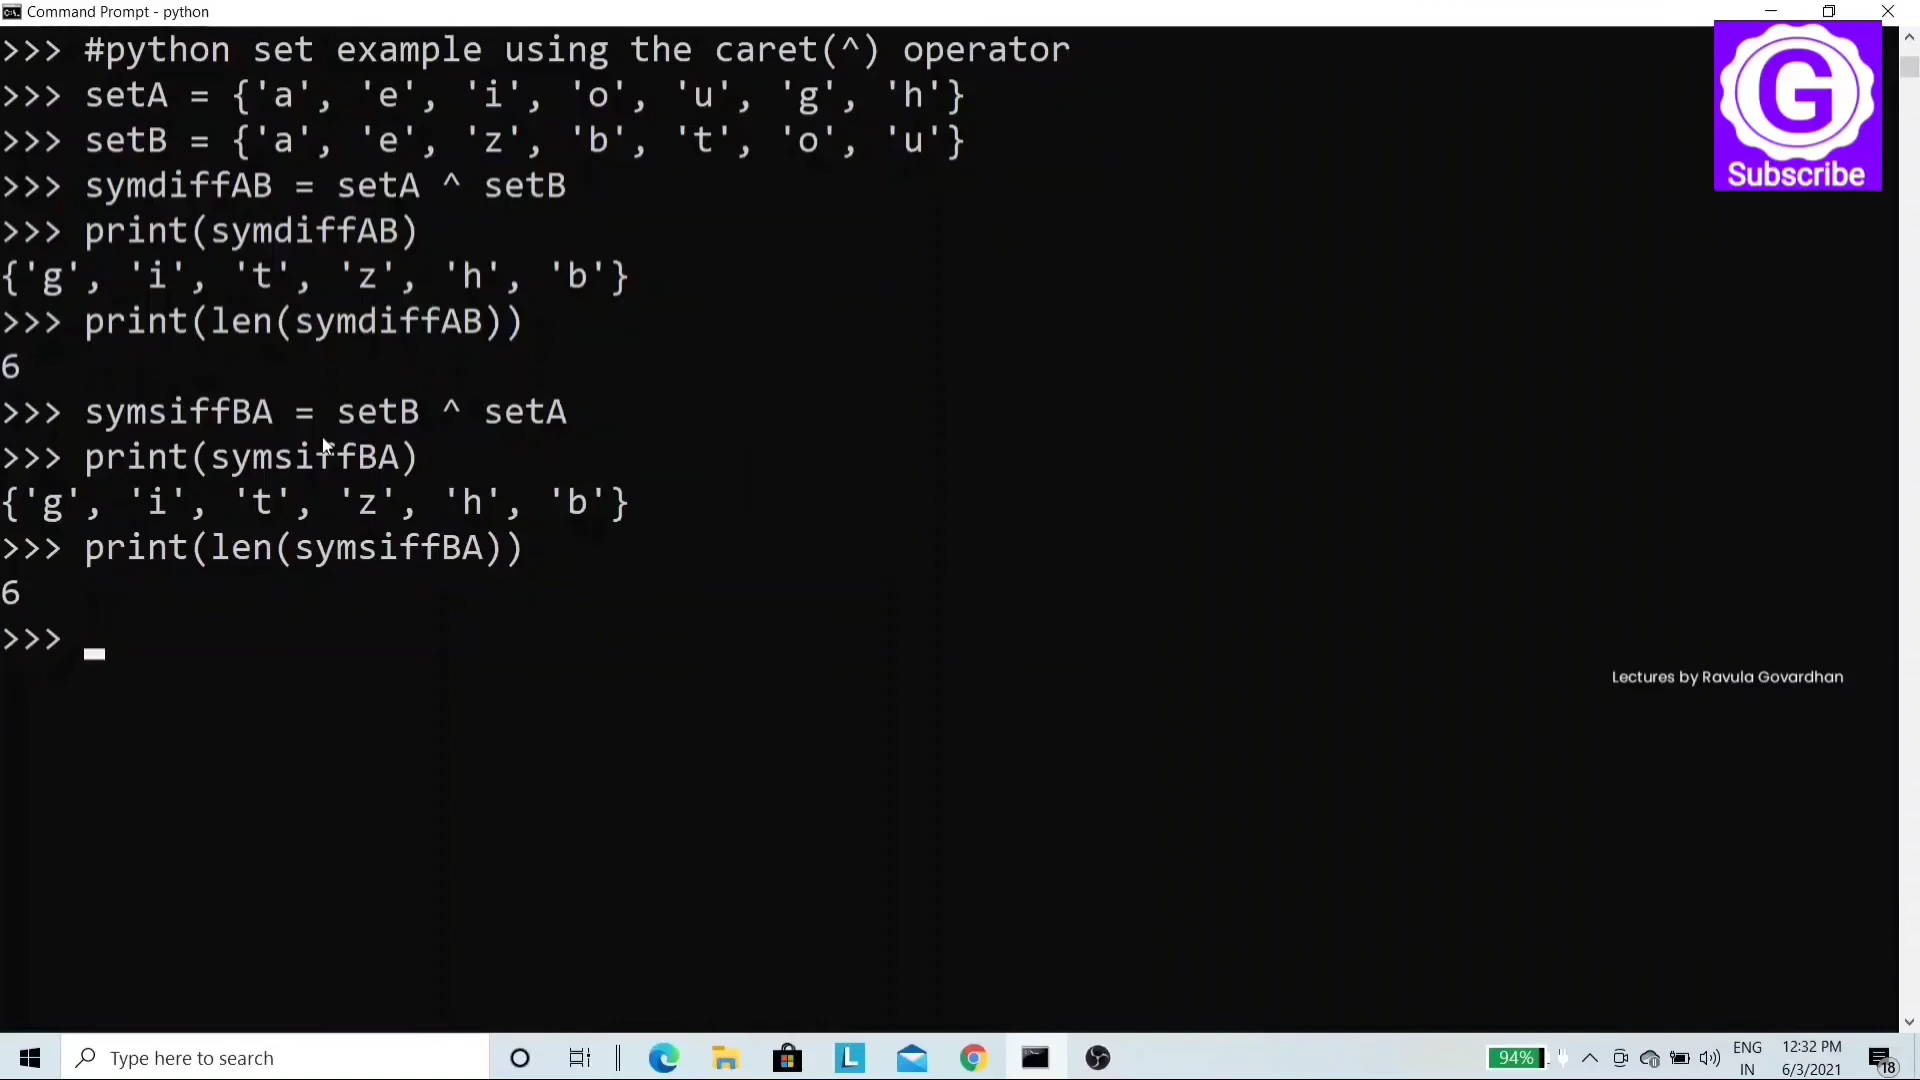 Command Prompt - python
>>> #python set example using the caret(^) operator
>>> setA = {'a', 'e', 'i', 'o', 'u', 'g', 'h'}
>>> setB = {'a', 'e', 'z', 'b', 't', 'o', 'u'}
>>> symdiffAB = setA ^ setB
>>> print(symdiffAB)
{'g', 'i', 't', 'z', 'h', 'b'}
>>> print(len(symdiffAB))
6
>>> symsiffBA = setB ^ setA
>>> print(symsiffBA)
{'g', 'i', 't', 'z', 'h', 'b'}
>>> print(len(symsiffBA))
6
>>>
G
Subscribe
Lectures by Ravula Govardhan
Type here to search
L
94%
ENG
IN
12:32 PM
6/3/2021
18